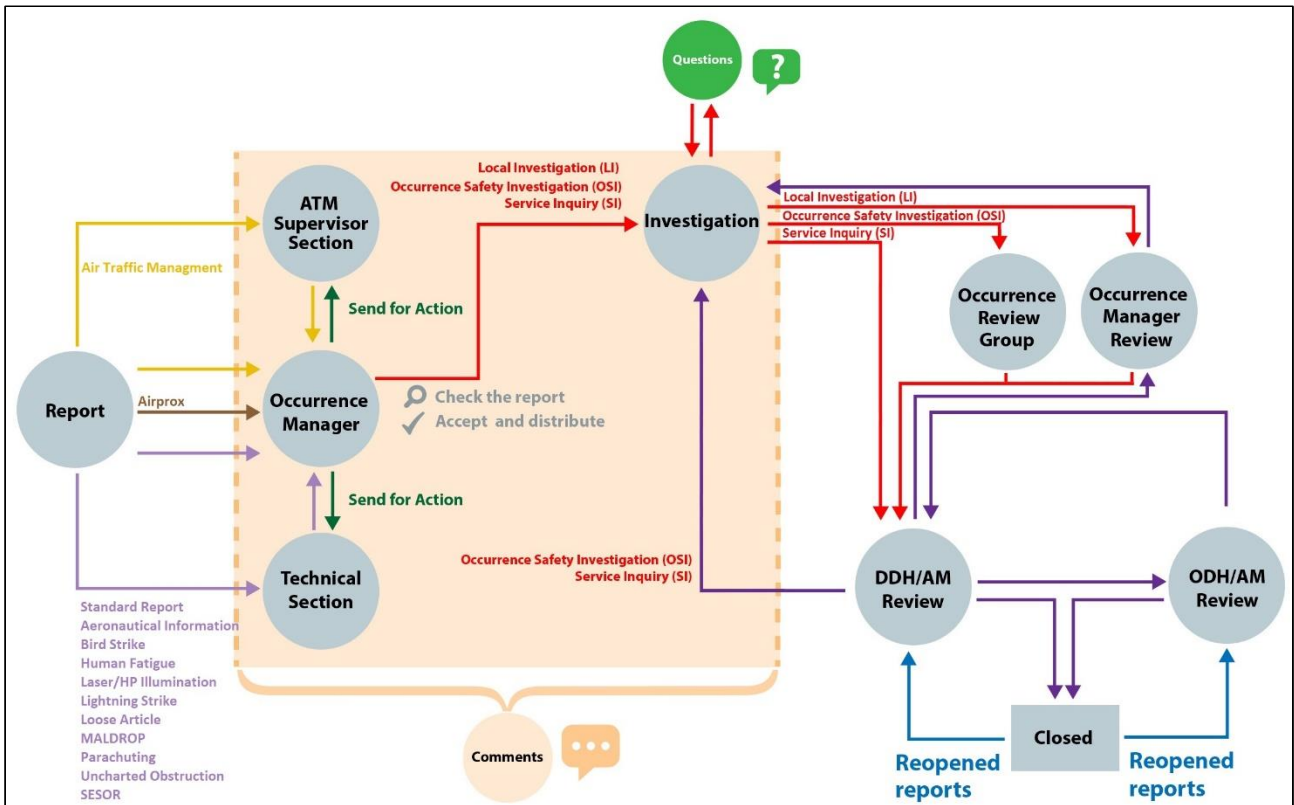 Questions
?
Local Investigation (LI)
Occurrence Safety Investigation (OSI)
Service Inquiry (SI)
ATM
Supervisor
Section
Investigation
Local Investigation (LI)
Occurrence Safety Investigation (OSI)
Service Inquiry (SI)
Air Traffic Managment
Send for Action
Occurrence
Review
Group
Occurrence
Manager
Review
Report
Airprox
Occurrence
Manager
Check the report
Accept and distribute
Send for Action
Technical
Section
Occurrence Safety Investigation (OSI)
Service Inquiry (SI)
DDH/AM
Review
ODH/AM
Review
Standard Report
Aeronautical Information
Bird Strike
Human Fatigue
Laser/HP Illumination
Lightning Strike
Loose Article
MALDROP
Parachuting
Uncharted Obstruction
SESOR
Comments
Closed
Reopened
reports
Reopened
reports